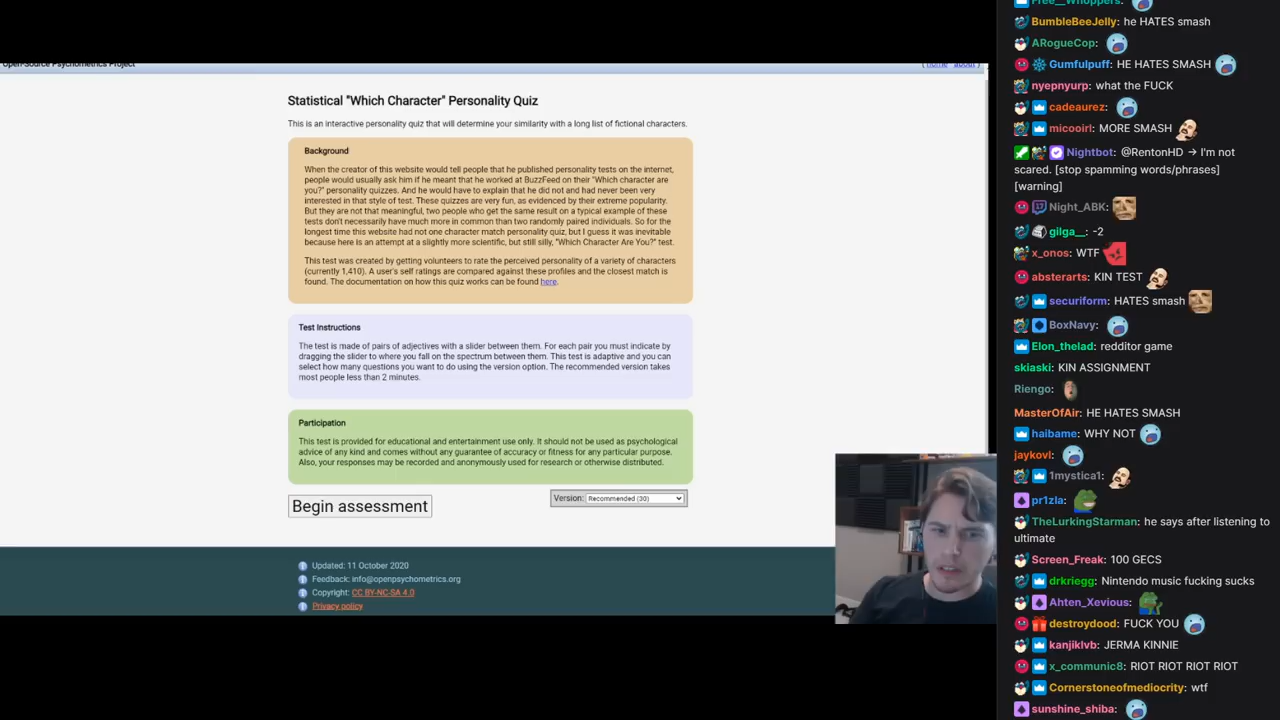 Open-Source Psychometrics Project
( home about )
Statistical "Which Character" Personality Quiz
This is an interactive personality quiz that will determine your similarity with a long list of fictional characters.
Background
When the creator of this website would tell people that he published personality tests on the internet,
people would usually ask him if he meant that he worked at BuzzFeed on their "Which character are
you?" personality quizzes. And he would have to explain that he did not and had never been very
interested in that style of test. These quizzes are very fun, as evidenced by their extreme popularity.
But they are not that meaningful, two people who get the same result on a typical example of these
tests don't necessarily have much more in common than two randomly paired individuals. So for the
longest time this website had not one character match personality quiz, but I guess it was inevitable
because here is an attempt at a slightly more scientific, but still silly, "Which Character Are You?" test.
This test was created by getting volunteers to rate the perceived personality of a variety of characters
(currently 1,410). A user's self ratings are compared against these profiles and the closest match is
found. The documentation on how this quiz works can be found here.
Test Instructions
The test is made of pairs of adjectives with a slider between them. For each pair you must indicate by
dragging the slider to where you fall on the spectrum between them. This test is adaptive and you can
select how many questions you want to do using the version option. The recommended version takes
most people less than 2 minutes.
Participation
This test is provided for educational and entertainment use only. It should not be used as psychological
advice of any kind and comes without any guarantee of accuracy or fitness for any particular purpose.
Also, your responses may be recorded and anonymously used for research or otherwise distributed.
Begin assessment
Version: Recommended (30)
Updated: 11 October 2020
Feedback: info@openpsychometrics.org
Copyright: CC BY-NC-SA 4.0
Privacy policy
Free__Whoppers:
BumbleBeeJelly: he HATES smash
ARogueCop:
Gumfulpuff: HE HATES SMASH
nyepnyurp: what the FUCK
cadeaurez:
micooirl: MORE SMASH
Nightbot: @RentonHD -> I'm not
scared. [stop spamming words/phrases]
[warning]
17 Night_ABK:
gilga__: -2
x_onos: WTF
absterarts: KIN TEST
securiform: HATES smash
BoxNavy:
Elon_thelad: redditor game
skiaski: KIN ASSIGNMENT
Riengo:
MasterOfAir: HE HATES SMASH
haibame: WHY NOT
jaykovl:
1mystica1:
pr1zla:
TheLurkingStarman: he says after listening to
ultimate
Screen_Freak: 100 GECS
drkriegg: Nintendo music fucking sucks
Ahten_Xevious:
destroydood: FUCK YOU
kanjiklvb: JERMA KINNIE
x_communic8: RIOT RIOT RIOT RIOT
Cornerstoneofmediocrity: wtf
sunshine_shiba: